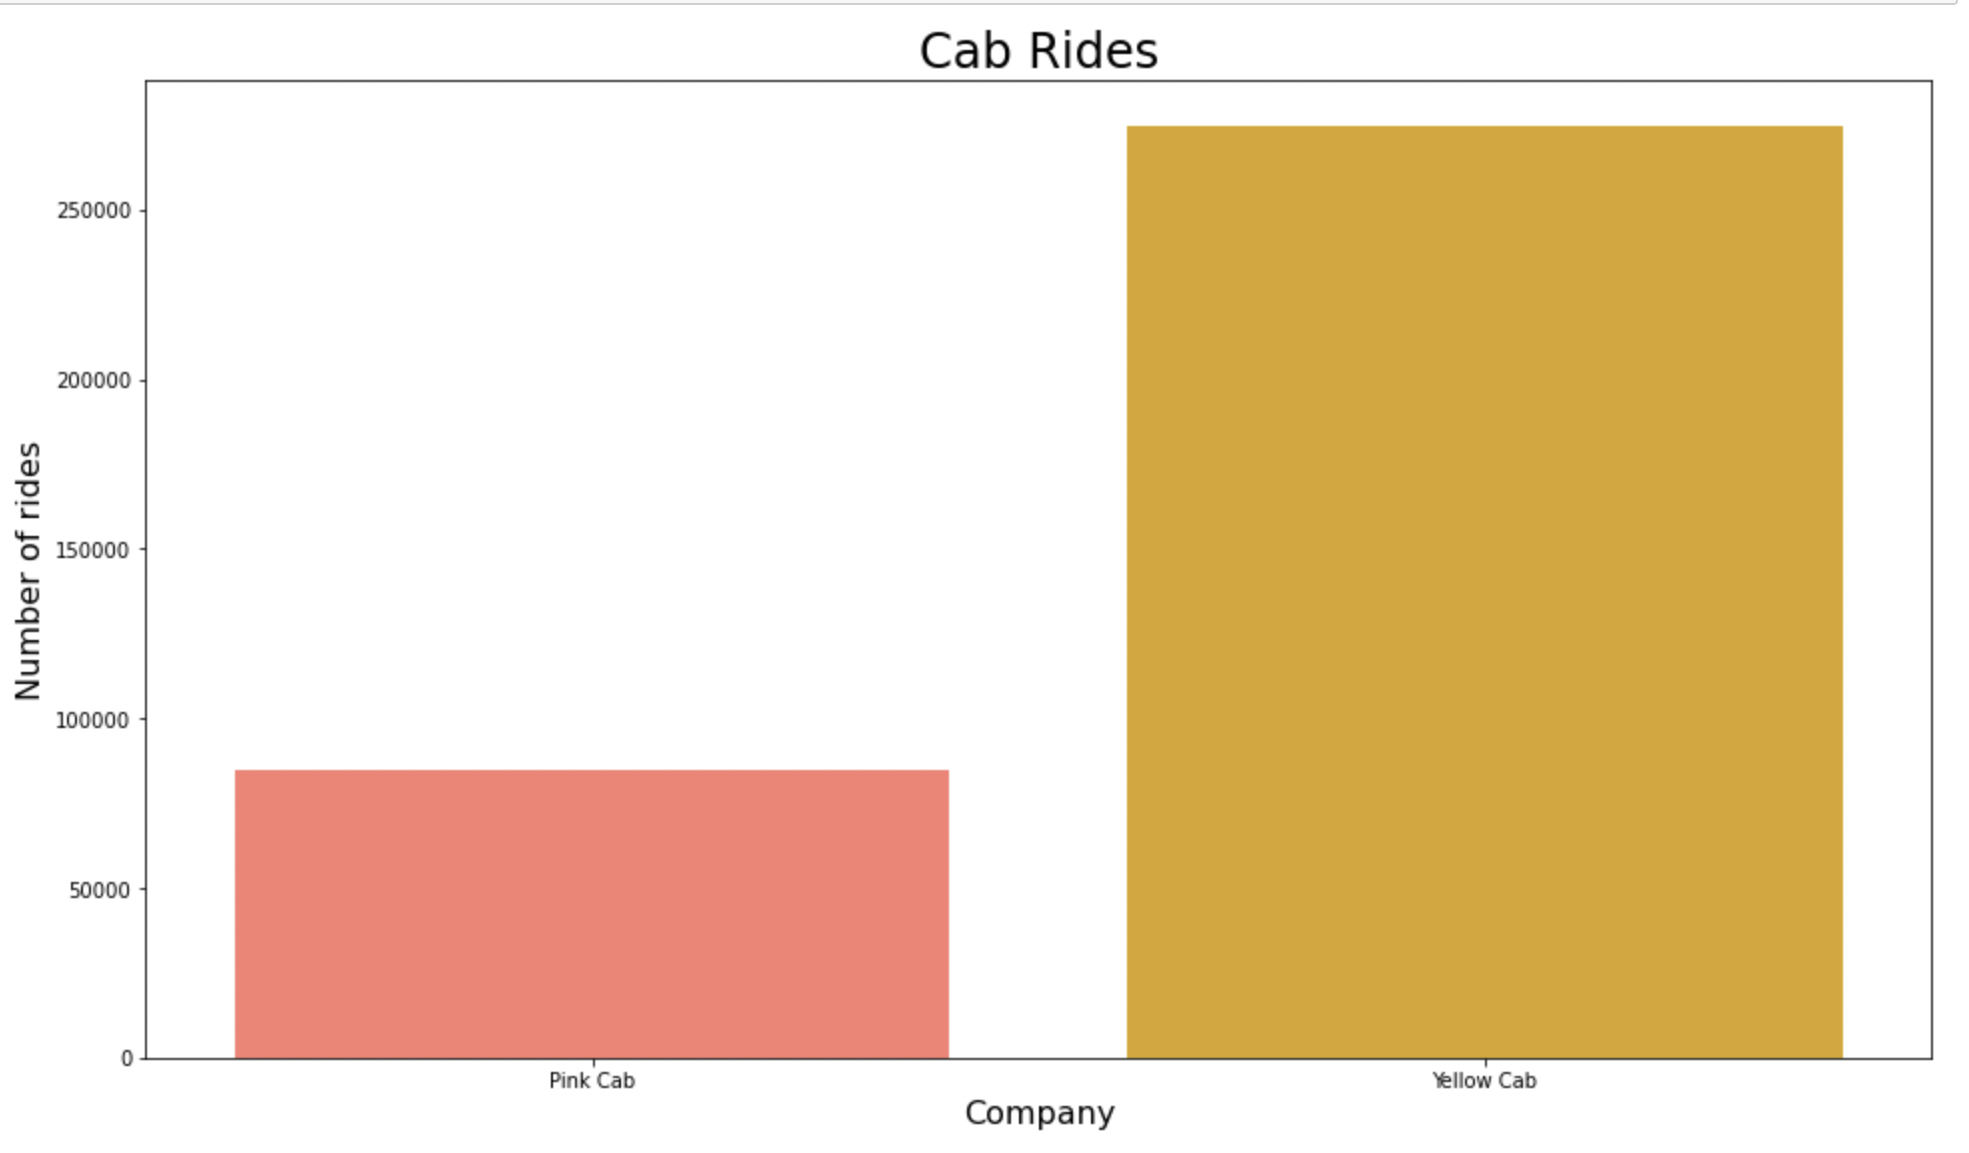 Cab Rides
250000
200000
150000
100000
50000
0
Number of rides
Pink Cab
Yellow Cab
Company